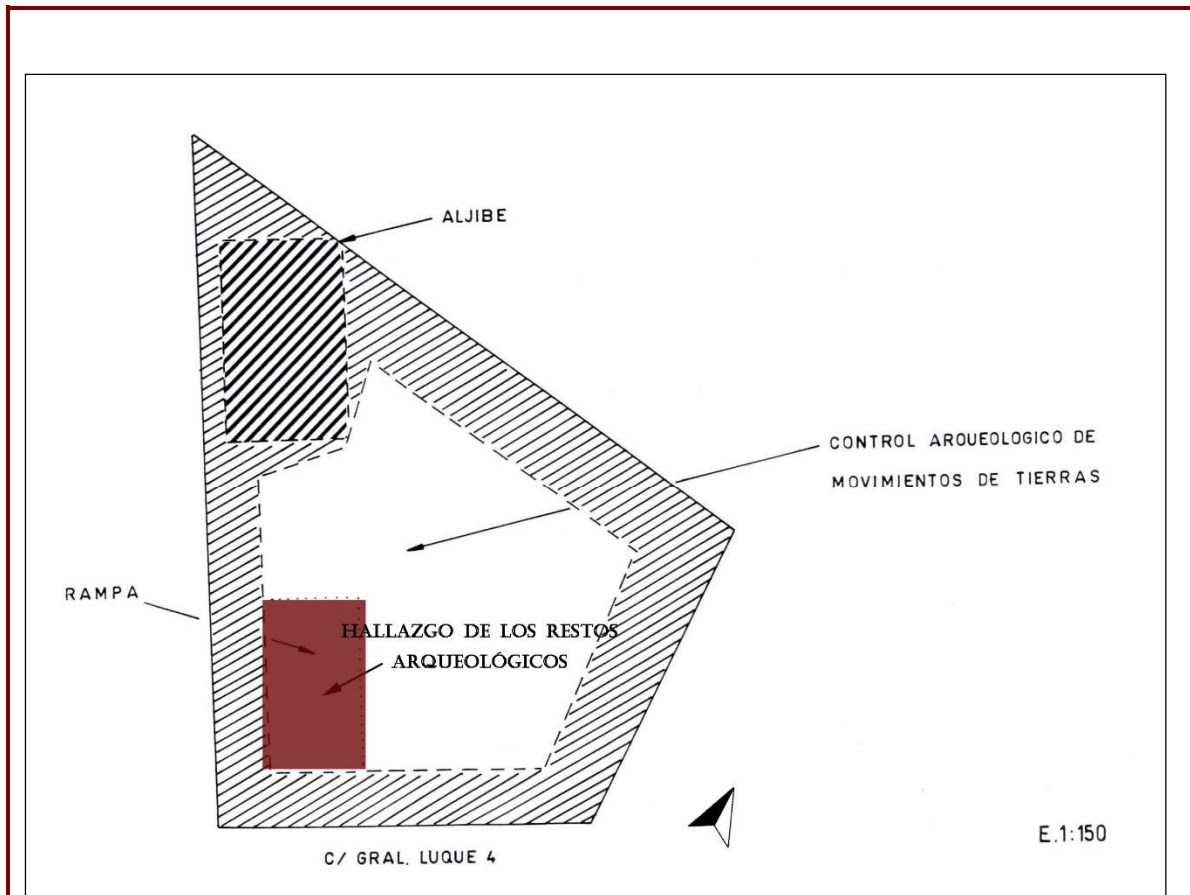 ALJIBE
CONTROL ARQUEOLOGICO DE
MOVIMIENTOS DE TIERRAS
RAMPA
HALLAZGO DE LOS RESTOS
ARQUEOLÓGICOS
C/ GRAL. LUQUE 4
E.1:150